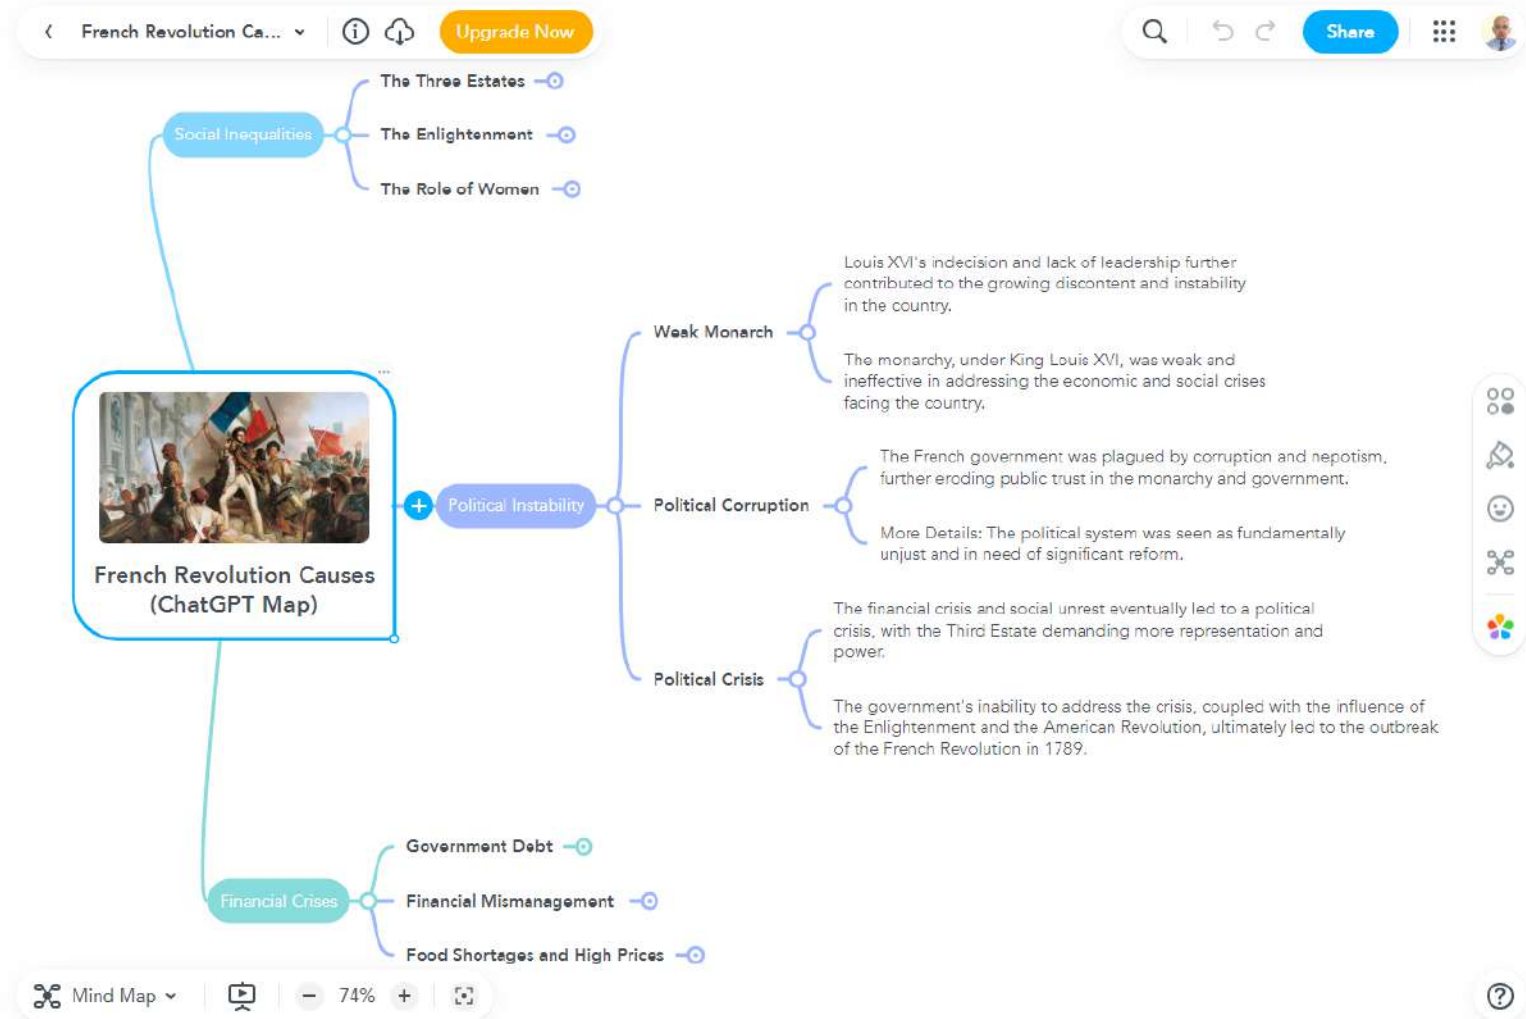 French Revolution Ca...
Upgrade Now
Share
The Three Estates
Social Inequalities
The Enlightenment
The Role of Women
Louis XVI's indecision and lack of leadership further
contributed to the growing discontent and instability
in the country.
Weak Monarch
The monarchy, under King Louis XVI, was weak and
ineffective in addressing the economic and social crises
facing the country.
French Revolution Causes
(ChatGPT Map)
Political Instability
The French government was plagued by corruption and nepotism,
further eroding public trust in the monarchy and government.
Political Corruption
More Details: The political system was seen as fundamentally
unjust and in need of significant reform.
The financial crisis and social unrest eventually led to a political
crisis, with the Third Estate demanding more representation and
power.
Political Crisis
The government's inability to address the crisis, coupled with the influence of
the Enlightenment and the American Revolution, ultimately led to the outbreak
of the French Revolution in 1789.
Government Debt
Financial Crises
Financial Mismanagement
Food Shortages and High Prices
Mind Map
74%